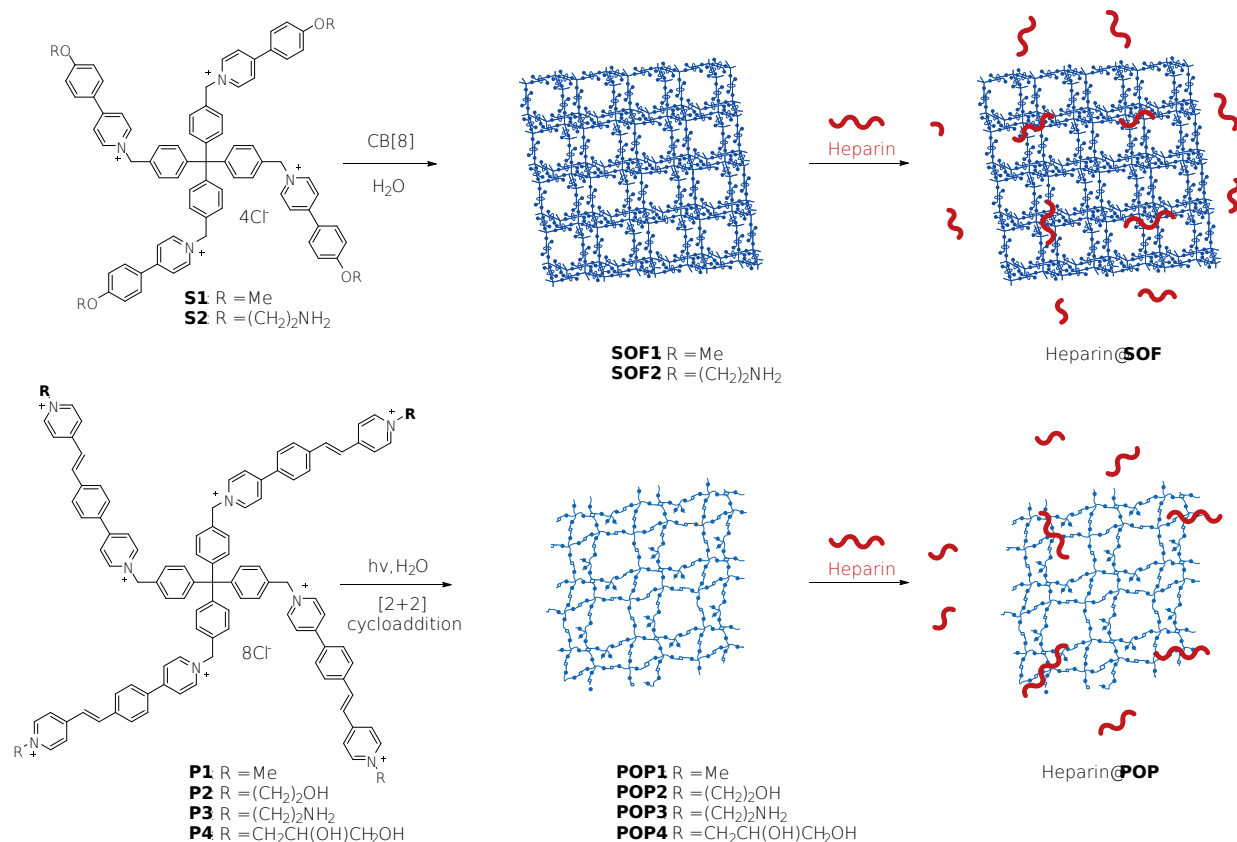 OR
RO
N
+
N
+
CB[8]
H₂O
Heparin
N
+
4Cl⁻
N
+
RO
OR
S1: R =Me
S2: R =(CH₂)₂NH₂
SOF1: R =Me
SOF2: R =(CH₂)₂NH₂
Heparin@SOF
R
N
+
R
N
+
N
+
N
+
hv, H₂O
[2+2]
cycloaddition
Heparin
N
+
8Cl⁻
N
+
R
N
+
N
+
R
P1: R =Me
P2: R =(CH₂)₂OH
P3: R =(CH₂)₂NH₂
P4: R =CH₂CH(OH)CH₂OH
POP1: R =Me
POP2: R =(CH₂)₂OH
POP3: R =(CH₂)₂NH₂
POP4: R =CH₂CH(OH)CH₂OH
Heparin@POP